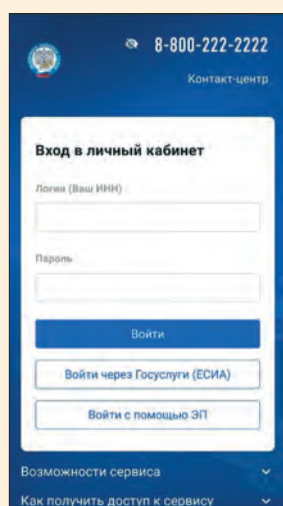 8-800-222-2222
Контакт-центр
Вход в личный кабинет
Логин (Ваш ИНН)
Пароль
Войти
Войти через Госуслуги (ЕСИА)
Войти с помощью ЭП
Возможности сервиса
Как получить доступ к сервису